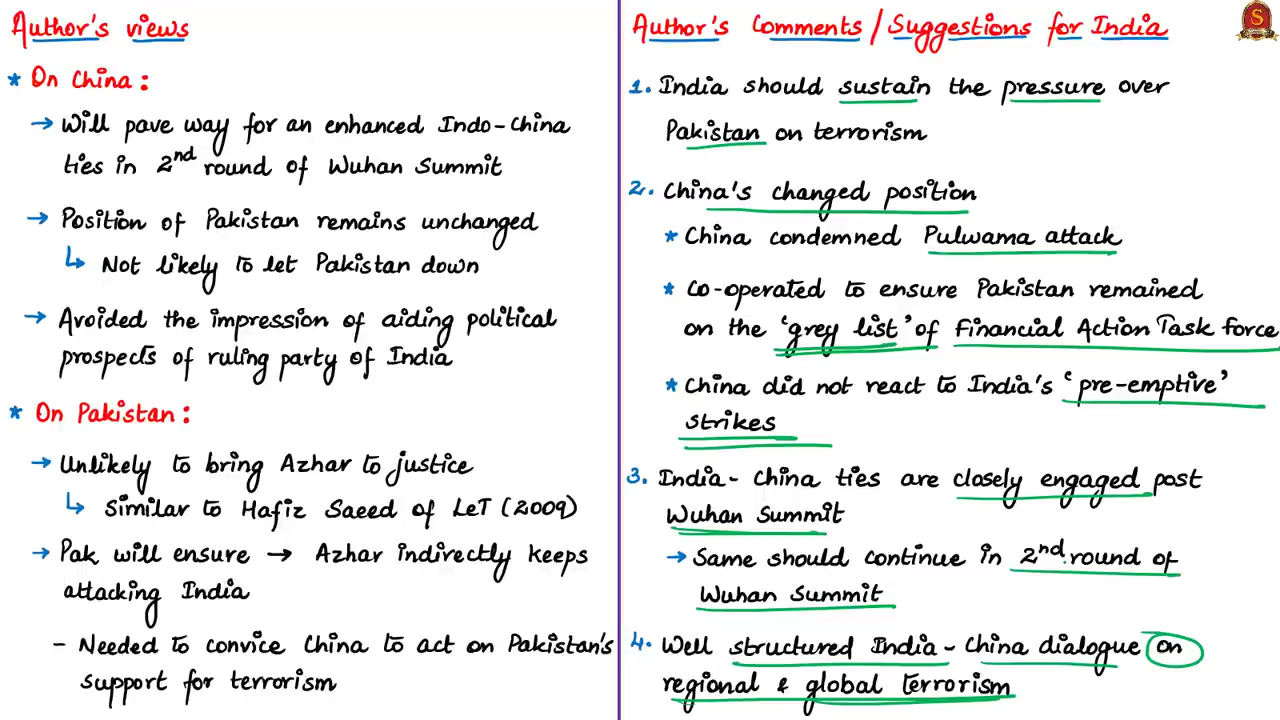 Author's views
* On China:
→ Will pave way for an enhanced Indo-China
ties in 2nd round of Wuhan Summit
→ Position of Pakistan remains unchanged
↳ Not likely to let Pakistan down
→ Avoided the impression of aiding political
prospects of ruling party of India
* On Pakistan:
→ Unlikely to bring Azhar to justice
↳ Similar to Hafiz Saeed of LeT (2009)
→ Pak will ensure → Azhar indirectly keeps
attacking India
- Needed to convice China to act on Pakistan's
support for terrorism
Author's Comments / Suggestions for India
1. India should sustain the pressure over
Pakistan on terrorism
2. China's changed position
* China condemned Pulwama attack
* Co-operated to ensure Pakistan remained
on the 'grey list' of Financial Action Task force
* China did not react to India's 'pre-emptive'
strikes
3. India - China ties are closely engaged post
Wuhan Summit
→ Same should continue in 2nd round of
Wuhan Summit
4. Well structured India - China dialogue on
regional & global terrorism